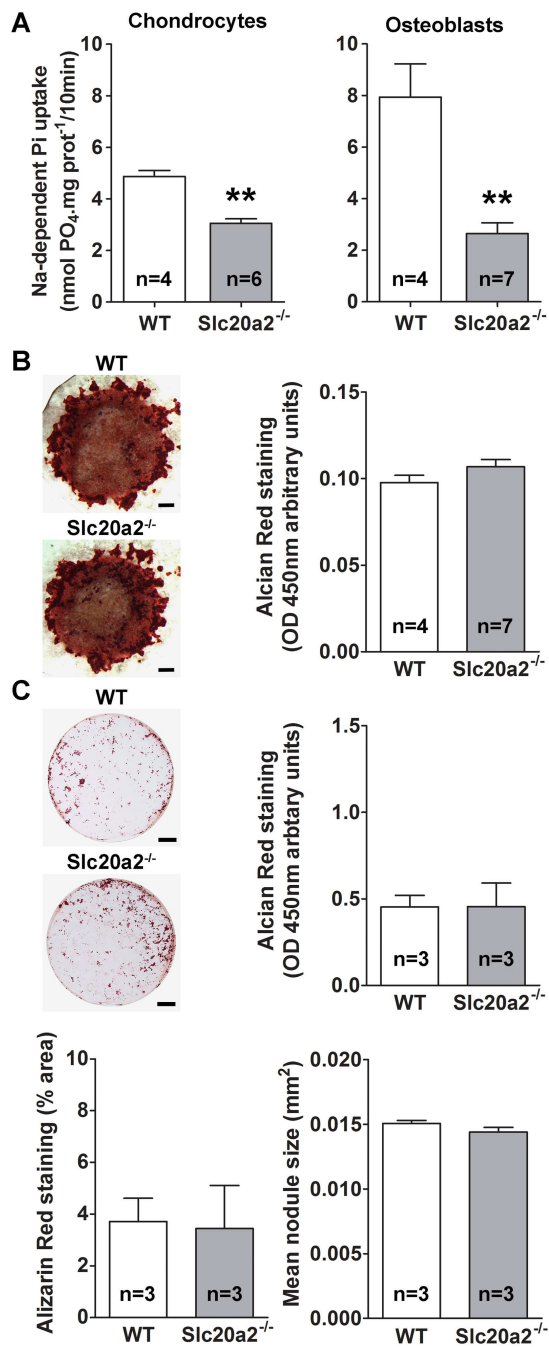 A
Chondrocytes
Osteoblasts
Na-dependent Pi uptake
(nmol PO₄.mg prot⁻¹/10min)
10
8
6
4
2
0
**
n=4
n=6
WT
Slc20a2⁻/⁻
10
8
6
4
2
0
**
n=4
n=7
WT
Slc20a2⁻/⁻
B
WT
Slc20a2⁻/⁻
Alcian Red staining
(OD 450nm arbitrary units)
0.15
0.10
0.05
0.00
n=4
n=7
WT
Slc20a2⁻/⁻
C
WT
Slc20a2⁻/⁻
Alcian Red staining
(OD 450nm arbtary units)
1.5
1.0
0.5
0.0
n=3
n=3
WT
Slc20a2⁻/⁻
Alizarin Red staining (% area)
10
8
6
4
2
0
n=3
n=3
WT
Slc20a2⁻/⁻
Mean nodule size (mm²)
0.020
0.015
0.010
0.005
0.000
n=3
n=3
WT
Slc20a2⁻/⁻